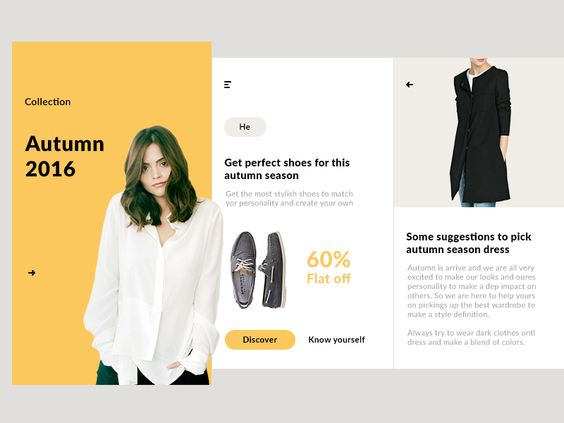 Collection
Autumn
2016
He
Get perfect shoes for this
autumn season
Get the most stylish shoes to match
yor personality and create your own
60%
Flat off
Discover
Know yourself
Some suggestions to pick
autumn season dress
Autumn is arrive and we are all very
excited to make our looks and oures
personality to make a dep impact on
others. So we are here to help yours
on pickings up the best wardrobe to
make a style definition.
Always try to wear dark clothes onti
dress and make a blend of colors.